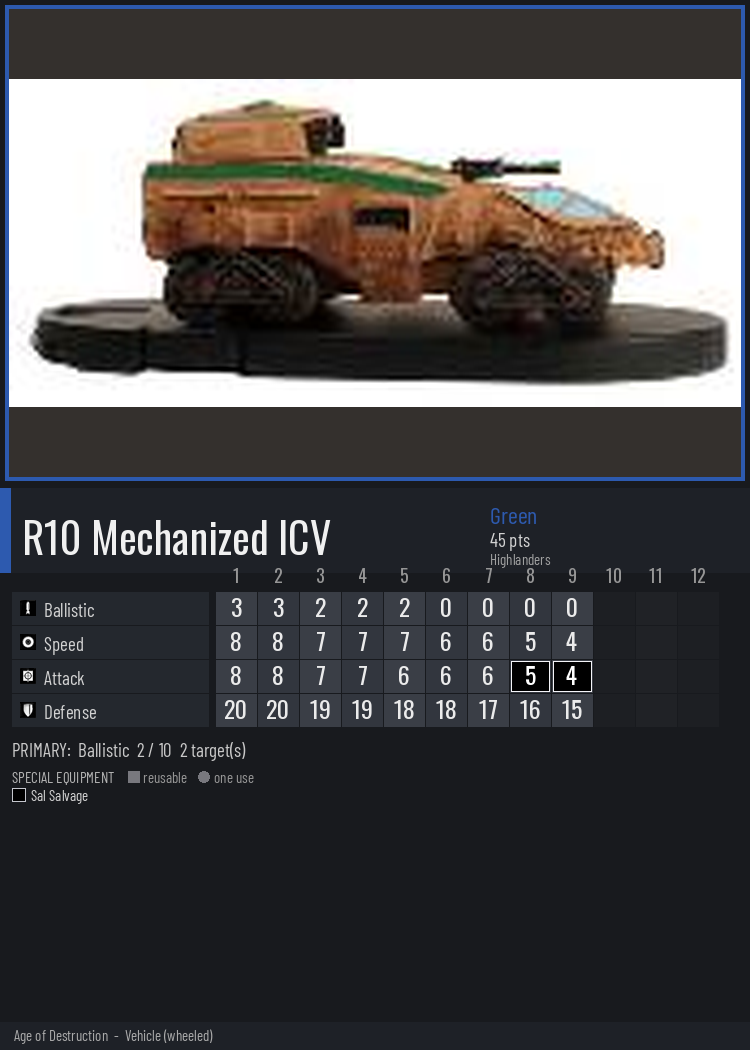 R10 Mechanized ICV
Green
45 pts
Highlanders
1 2 3 4 5 6 7 8 9 10 11 12
Ballistic 3 3 2 2 2 0 0 0 0
Speed 8 8 7 7 7 6 6 5 4
Attack 8 8 7 7 6 6 6 5 4
Defense 20 20 19 19 18 18 17 16 15
PRIMARY: Ballistic 2 / 10 2 target(s)
SPECIAL EQUIPMENT reusable one use
Sal Salvage
Age of Destruction - Vehicle (wheeled)